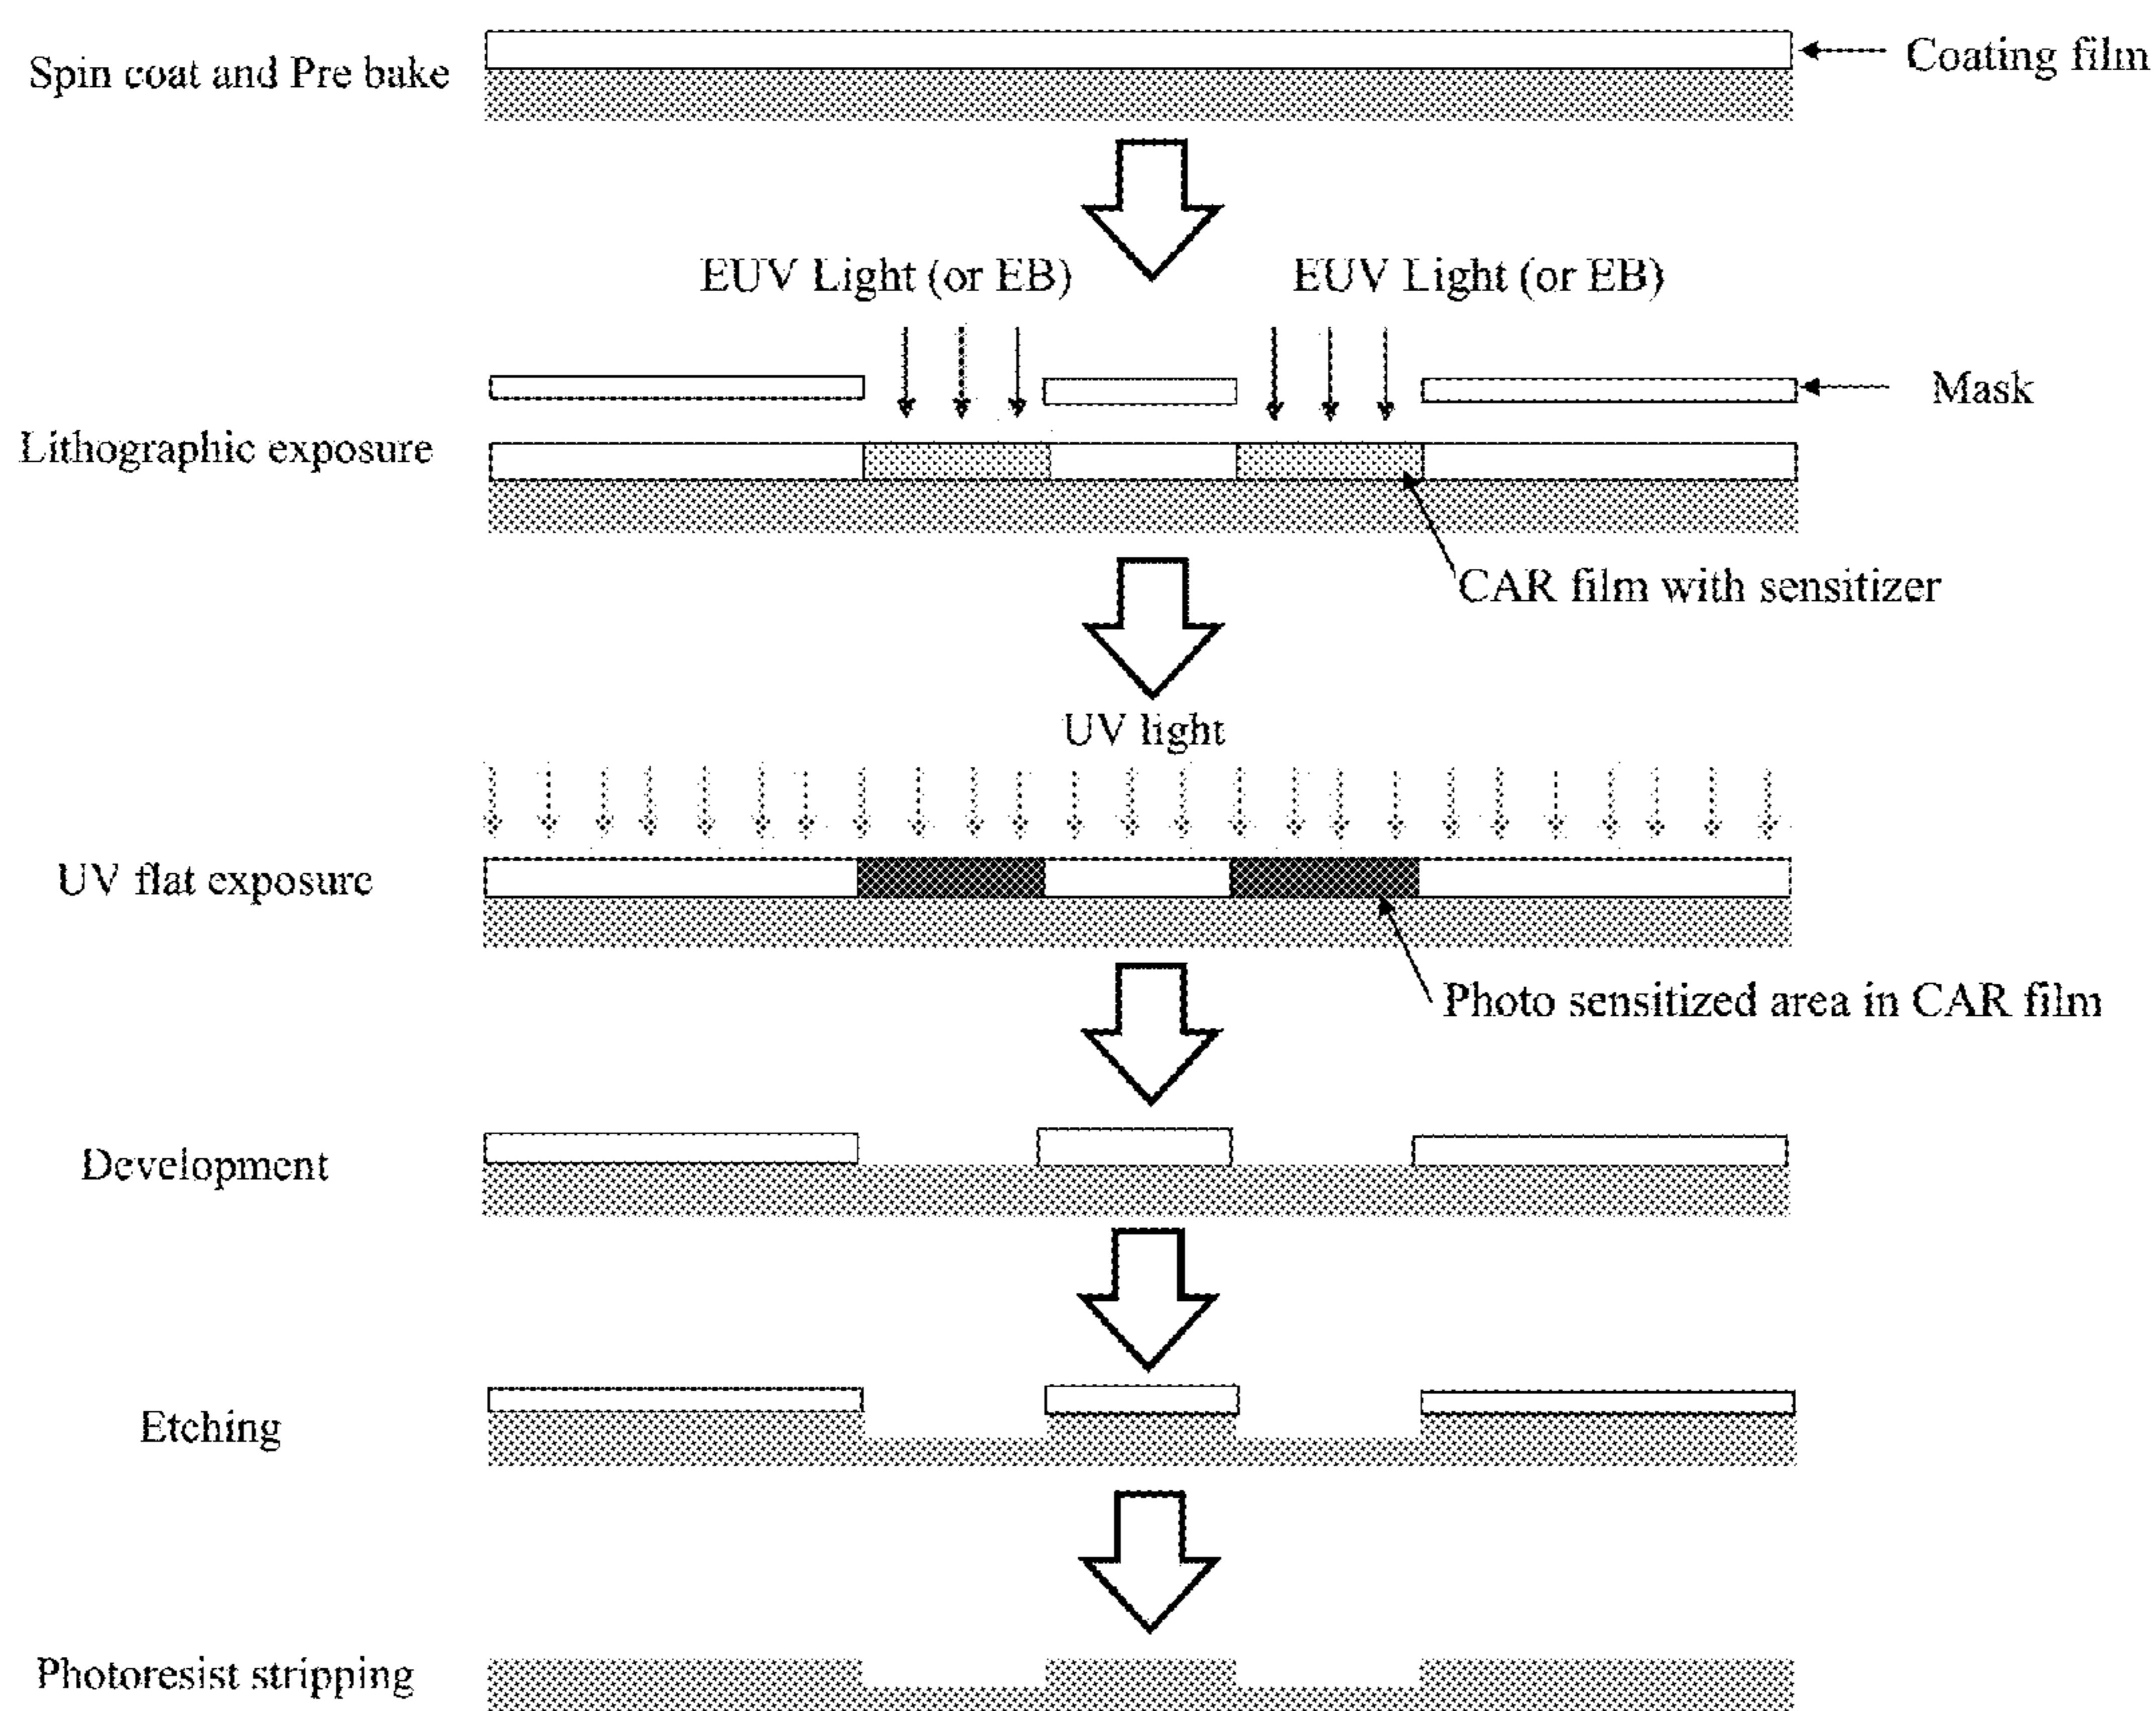 Spin coat and Pre bake
Coating film
EUV Light (or EB)
EUV Light (or EB)
Mask
Lithographic exposure
CAR film with sensitizer
UV light
UV flat exposure
Photo sensitized area in CAR film
Development
Etching
Photoresist stripping